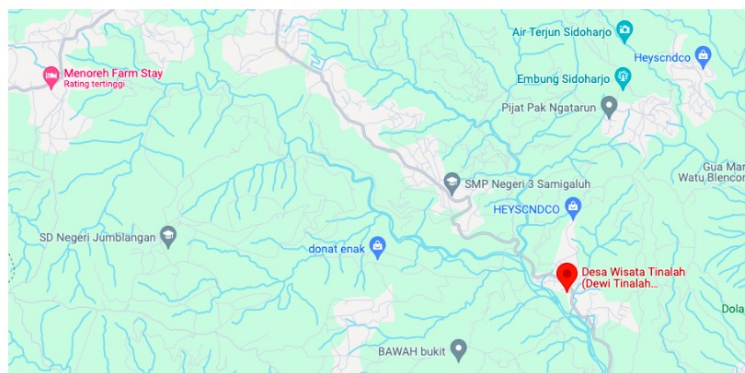 Air Terjun Sidoharjo
Heyscndco
Menoreh Farm Stay
Rating tertinggi
Embung Sidoharjo
Pijat Pak Ngatarun
Gua Mar
Watu Blencon
SMP Negeri 3 Samigaluh
HEYSCNDCO
SD Negeri Jumblangan
donat enak
Desa Wisata Tinalah
(Dewi Tinalah...
Dola
BAWAH bukit